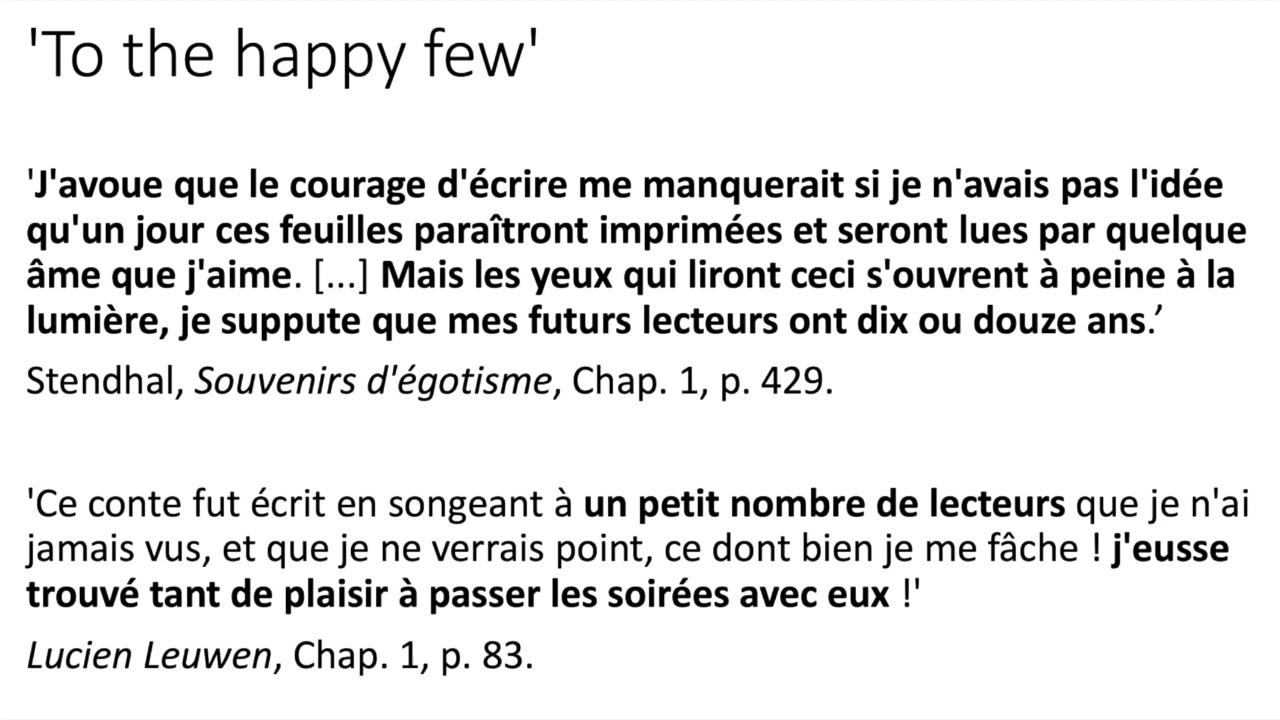 'To the happy few'
'J'avoue que le courage d'écrire me manquerait si je n'avais pas l'idée
qu'un jour ces feuilles paraîtront imprimées et seront lues par quelque
âme que j'aime. [...] Mais les yeux qui liront ceci s'ouvrent à peine à la
lumière, je suppute que mes futurs lecteurs ont dix ou douze ans.’
Stendhal, Souvenirs d'égotisme, Chap. 1, p. 429.
'Ce conte fut écrit en songeant à un petit nombre de lecteurs que je n'ai
jamais vus, et que je ne verrais point, ce dont bien je me fâche ! j'eusse
trouvé tant de plaisir à passer les soirées avec eux !'
Lucien Leuwen, Chap. 1, p. 83.